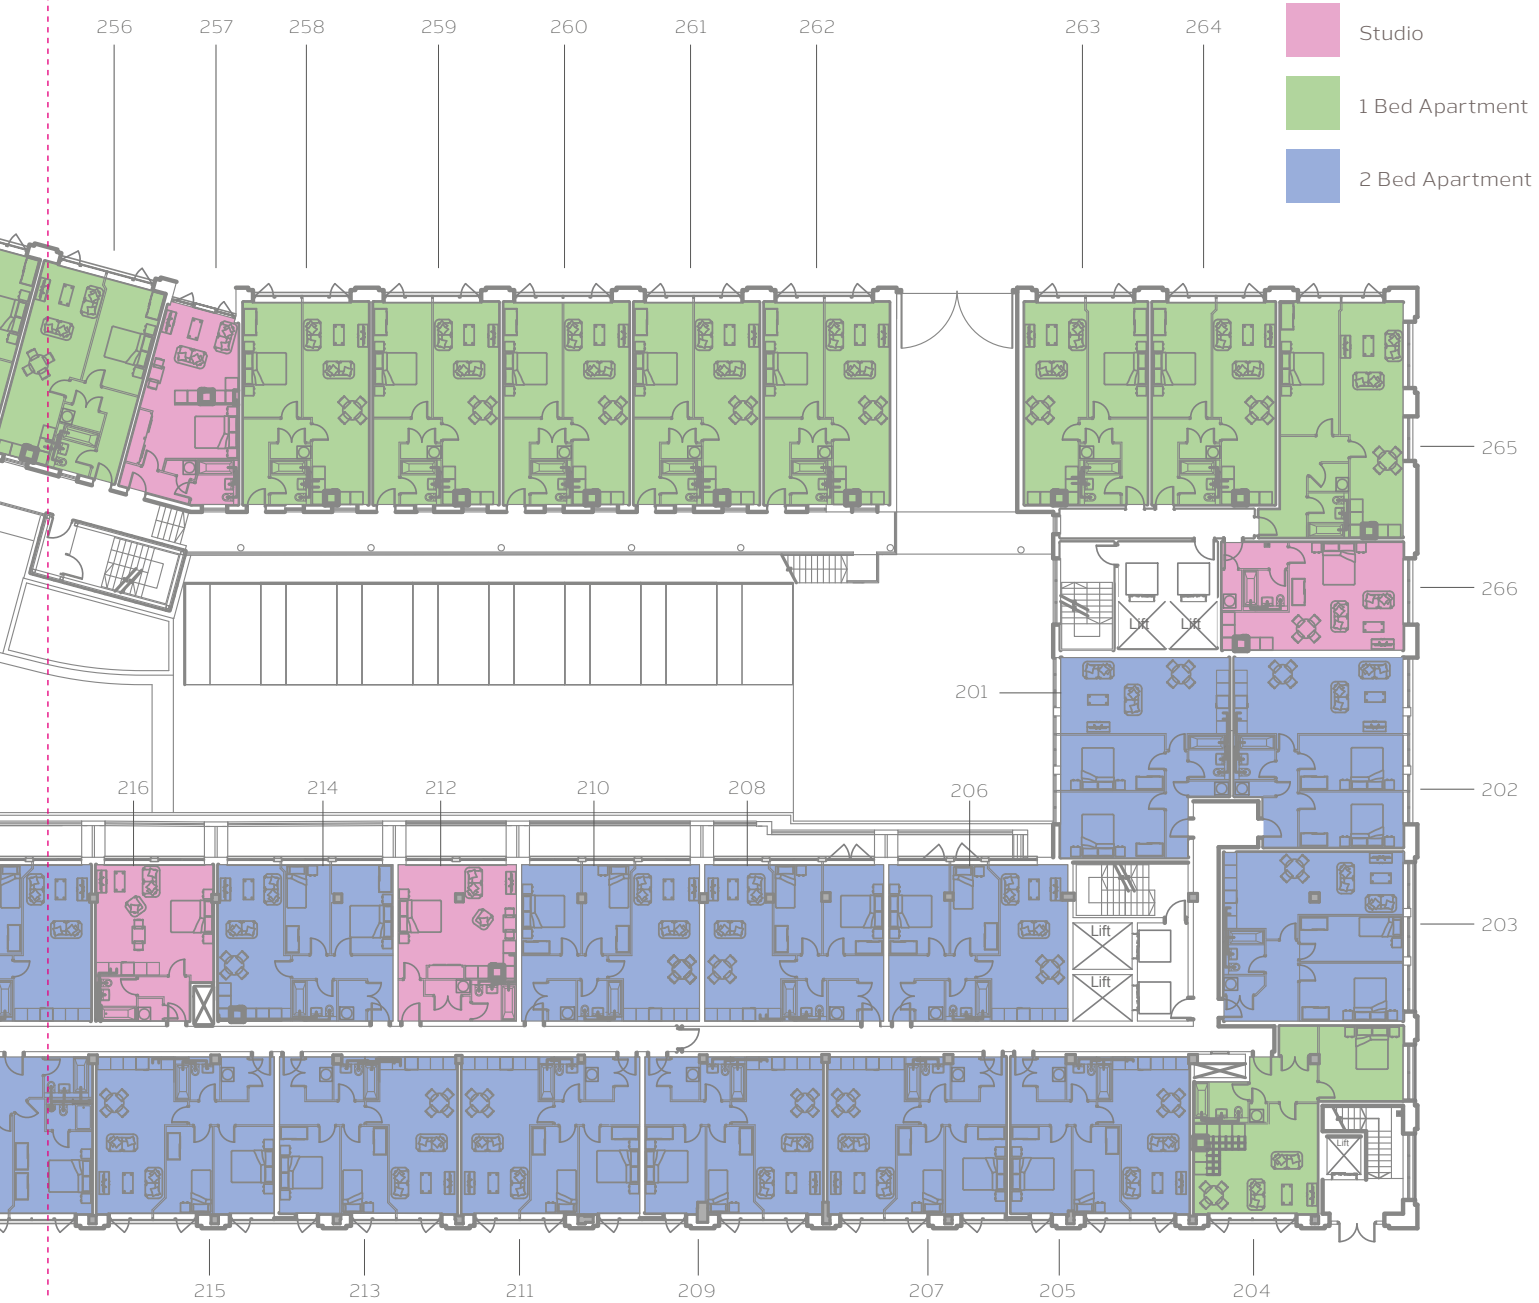 256 257 258 259 260 261 262 263 264
Studio
1 Bed Apartment
2 Bed Apartment
265
266
Lift Lift
201
216 214 212 210 208 206
202
203
Lift
Lift
Lift
215 213 211 209 207 205 204